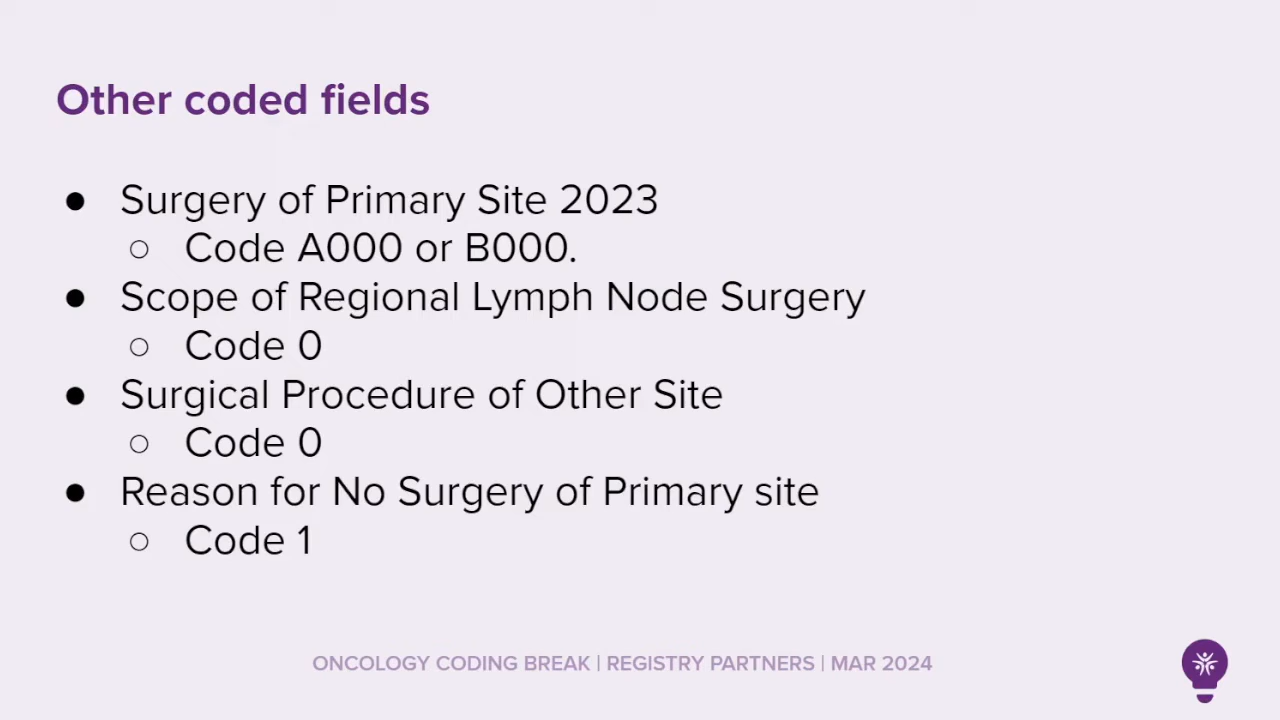 Other coded fields
● Surgery of Primary Site 2023
○ Code A000 or B000.
● Scope of Regional Lymph Node Surgery
○ Code 0
● Surgical Procedure of Other Site
○ Code 0
● Reason for No Surgery of Primary site
○ Code 1
ONCOLOGY CODING BREAK | REGISTRY PARTNERS | MAR 2024